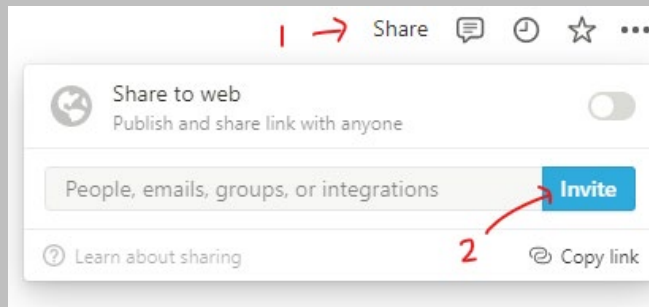 1 → Share
Share to web
Publish and share link with anyone
People, emails, groups, or integrations Invite
2
Learn about sharing Copy link